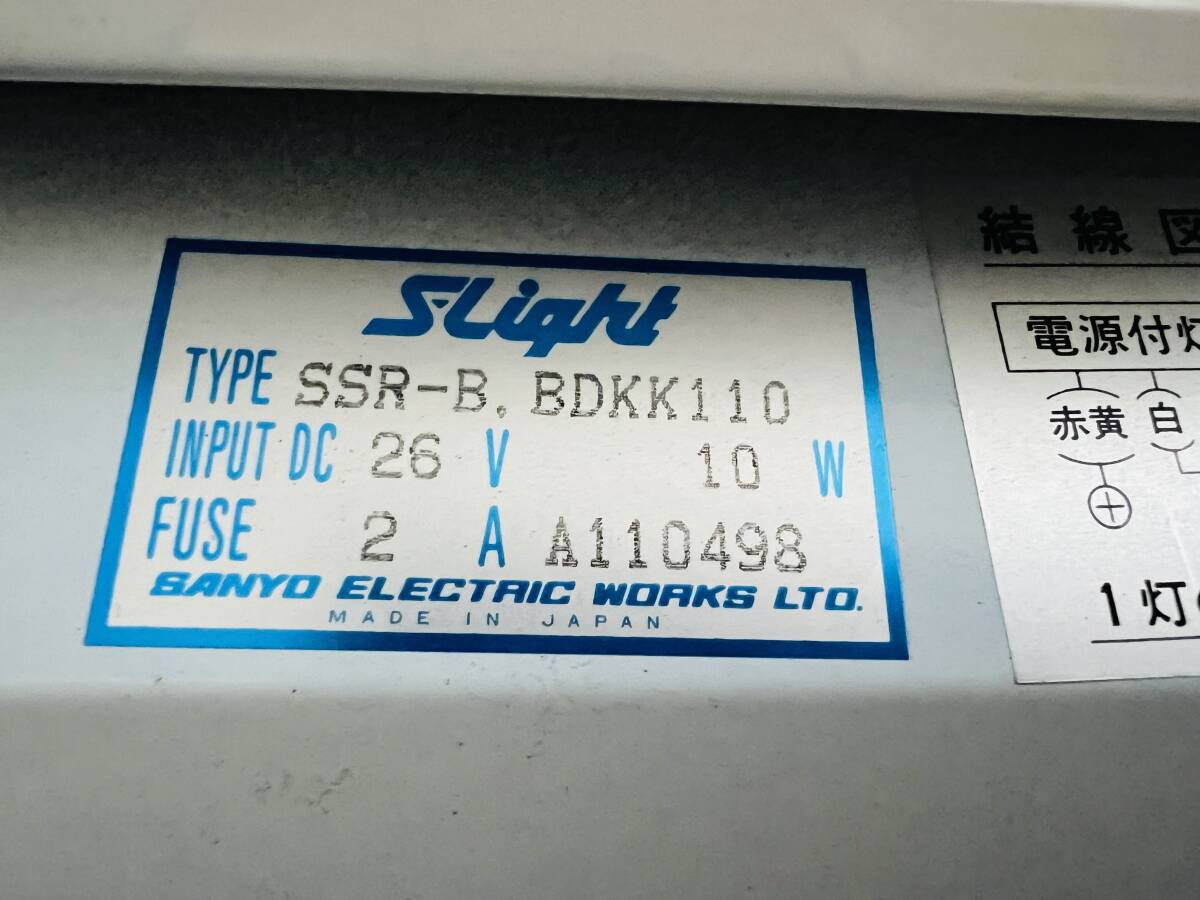 S-Light
TYPE SSR-B.BDKK110
INPUT DC 26 V 10 W
FUSE 2 A A110498
SANYO ELECTRIC WORKS LTD.
MADE IN JAPAN
結線図
電源付灯
赤黄 白
⊕
1灯